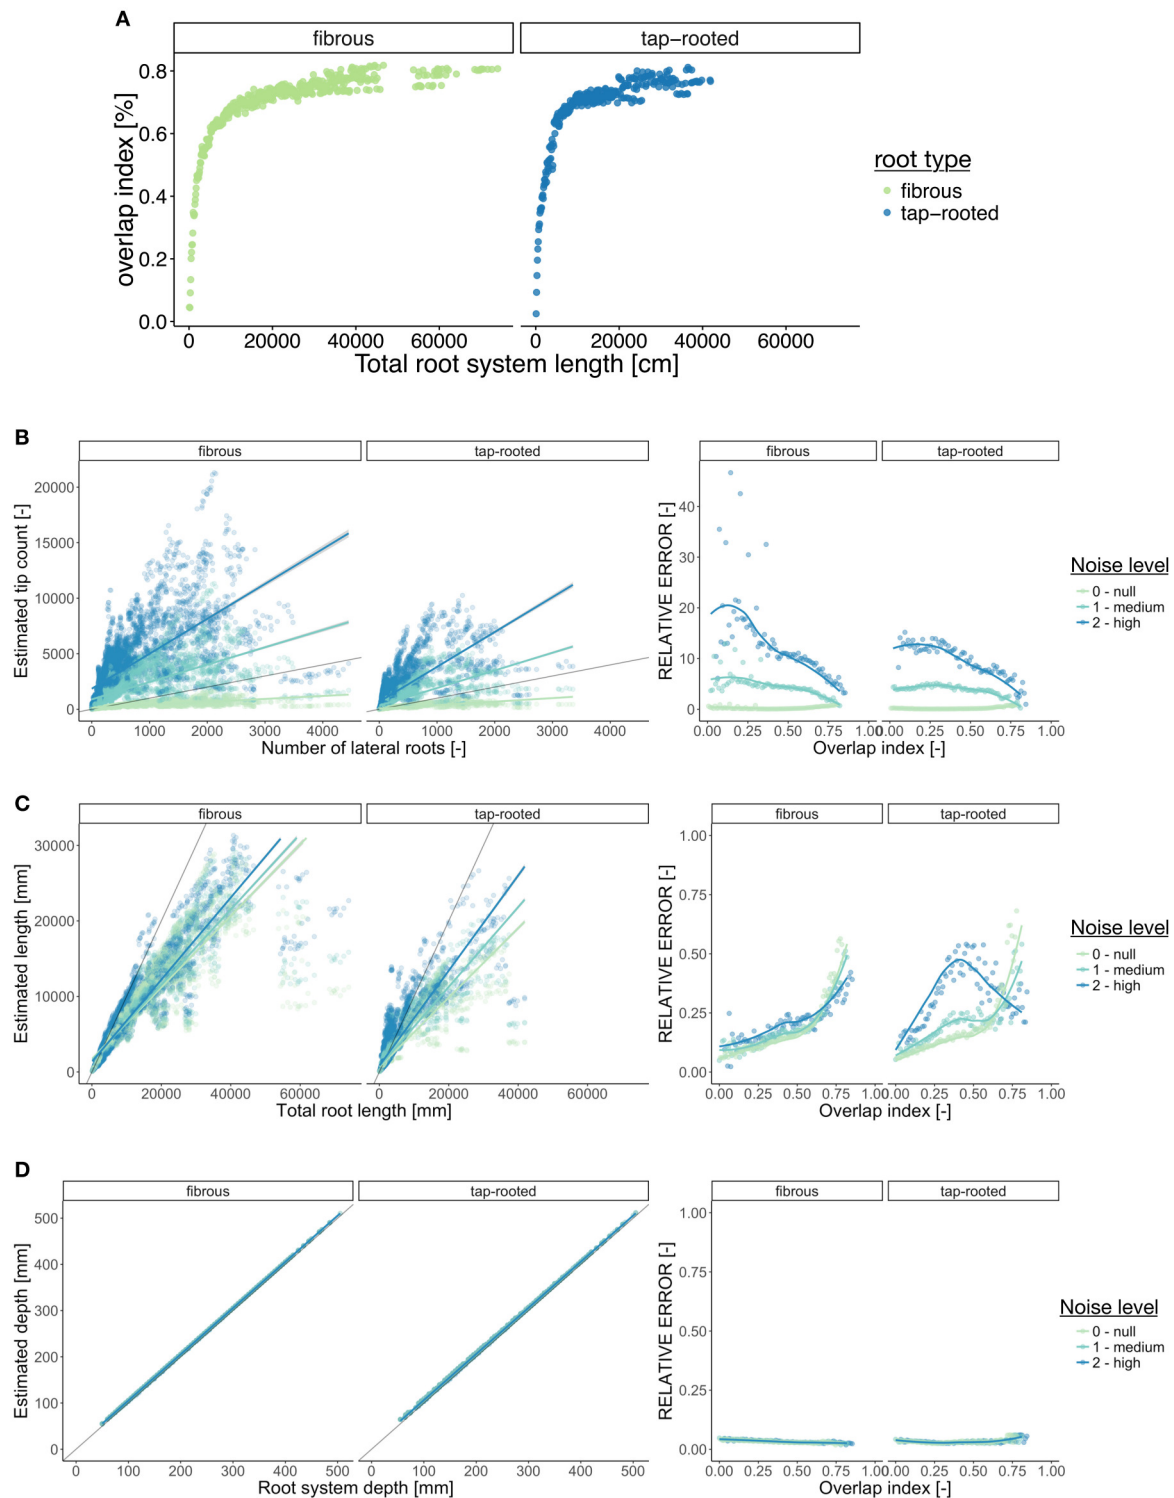 A
fibrous
tap-rooted
overlap index [%]
0.8
0.6
0.4
0.2
0.0
0 20000 40000 60000 0 20000 40000 60000
Total root system length [cm]
root type
fibrous
tap-rooted
B
fibrous
tap-rooted
Estimated tip count [-]
20000
15000
10000
5000
0
0 1000 2000 3000 4000 0 1000 2000 3000 4000
Number of lateral roots [-]
fibrous
tap-rooted
RELATIVE ERROR [-]
40
30
20
10
0
0.00 0.25 0.50 0.75 1.00 0.00 0.25 0.50 0.75 1.00
Overlap index [-]
Noise level
0 - null
1 - medium
2 - high
C
fibrous
tap-rooted
Estimated length [mm]
30000
20000
10000
0
0 20000 40000 60000 0 20000 40000 60000
Total root length [mm]
fibrous
tap-rooted
RELATIVE ERROR [-]
1.00
0.75
0.50
0.25
0.00
0.00 0.25 0.50 0.75 1.00 0.00 0.25 0.50 0.75 1.00
Overlap index [-]
Noise level
0 - null
1 - medium
2 - high
D
fibrous
tap-rooted
Estimated depth [mm]
500
400
300
200
100
0
0 100 200 300 400 500 0 100 200 300 400 500
Root system depth [mm]
fibrous
tap-rooted
RELATIVE ERROR [-]
1.00
0.75
0.50
0.25
0.00
0.00 0.25 0.50 0.75 1.00 0.00 0.25 0.50 0.75 1.00
Overlap index [-]
Noise level
0 - null
1 - medium
2 - high